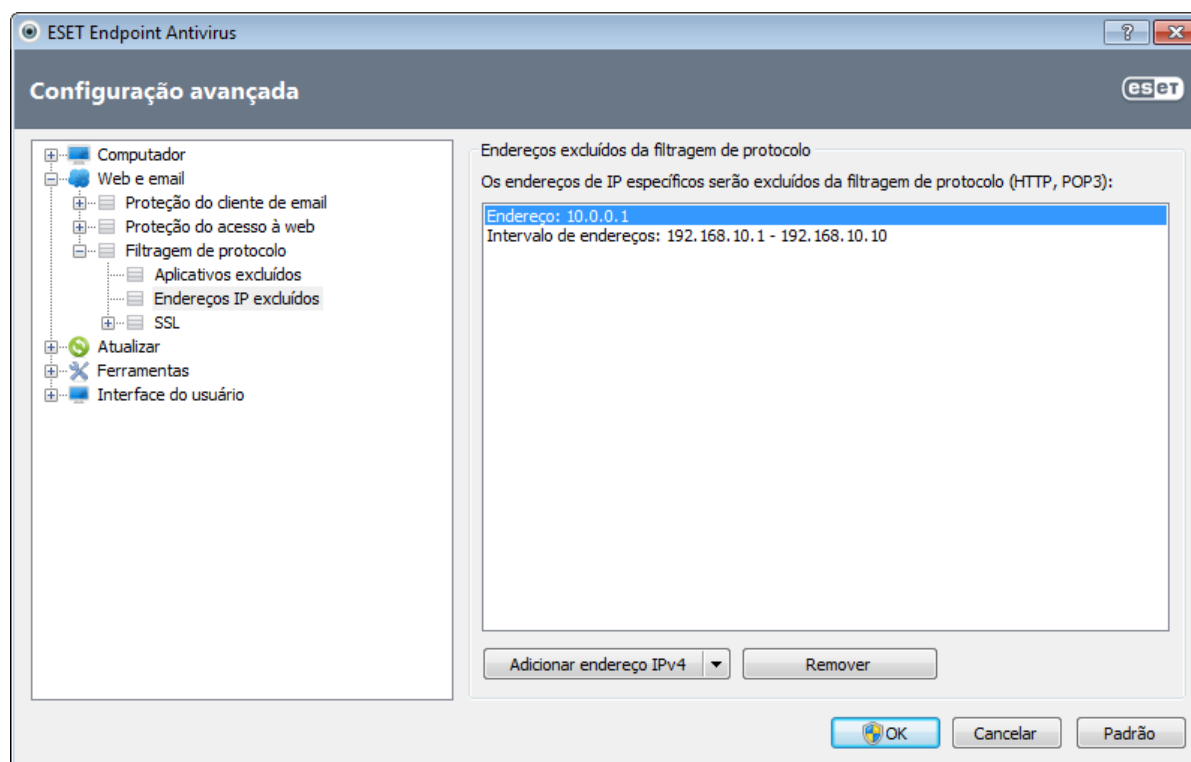 ESET Endpoint Antivirus
?
Configuração avançada
eseт
Computador
Web e email
Proteção do cliente de email
Proteção do acesso à web
Filtragem de protocolo
Aplicativos excluídos
Endereços IP excluídos
SSL
Atualizar
Ferramentas
Interface do usuário
Endereços excluídos da filtragem de protocolo
Os endereços de IP específicos serão excluídos da filtragem de protocolo (HTTP, POP3):
Endereço: 10.0.0.1
Intervalo de endereços: 192.168.10.1 - 192.168.10.10
Adicionar endereço IPv4
Remover
OK
Cancelar
Padrão